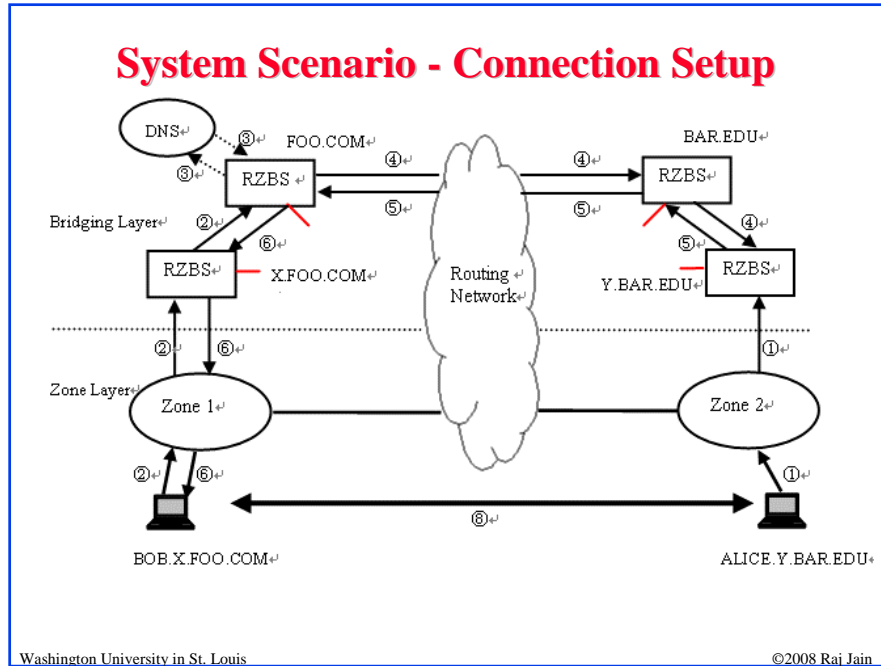 System Scenario - Connection Setup
DNS↵
③↵
③↵
FOO.COM↵
BAR.EDU↵
RZBS ↵
④↵
④↵
RZBS↵
⑤↵
⑤↵
Bridging Layer↵
②↵
⑥↵
④↵
⑤↵
RZBS↵
X.FOO.COM↵
Routing ↵
Network↵
Y.BAR.EDU↵
RZBS↵
②↵
⑥↵
①↵
Zone Layer↵
Zone 1↵
Zone 2↵
②↵
⑥↵
①↵
⑧↵
BOB.X.FOO.COM↵
ALICE.Y.BAR.EDU↵
Washington University in St. Louis
©2008 Raj Jain